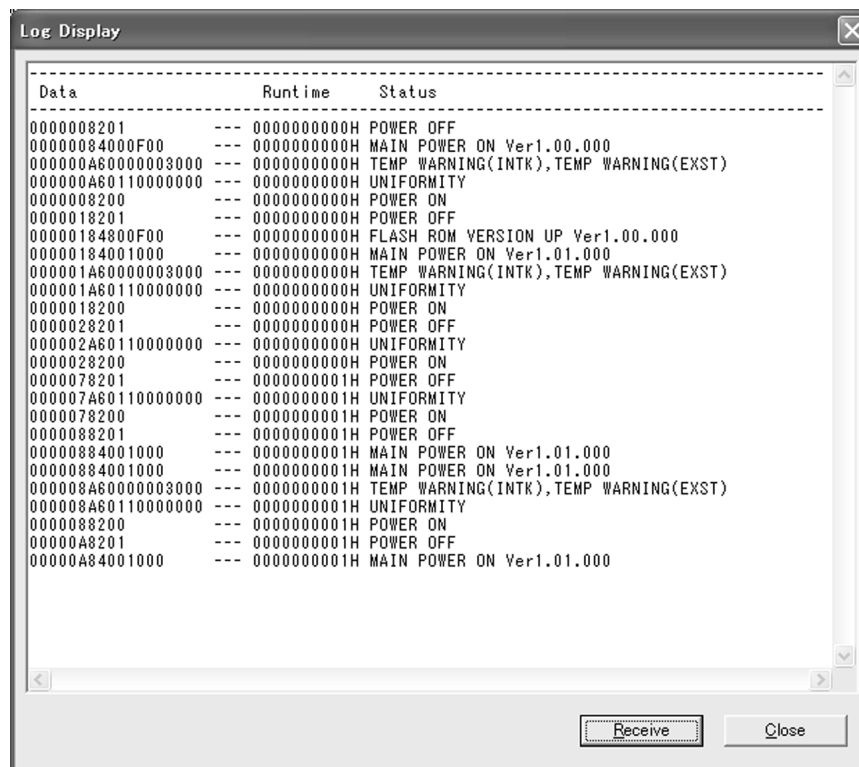 Log Display
--------------------------------------------------------------------------------
Data Runtime Status
--------------------------------------------------------------------------------
0000008201 --- 0000000000H POWER OFF
00000084000F00 --- 0000000000H MAIN POWER ON Ver1.00.000
000000A60000003000 --- 0000000000H TEMP WARNING(INTK),TEMP WARNING(EXST)
000000A60110000000 --- 0000000000H UNIFORMITY
0000008200 --- 0000000000H POWER ON
0000018201 --- 0000000000H POWER OFF
00000184800F00 --- 0000000000H FLASH ROM VERSION UP Ver1.00.000
00000184001000 --- 0000000000H MAIN POWER ON Ver1.01.000
000001A60000003000 --- 0000000000H TEMP WARNING(INTK),TEMP WARNING(EXST)
000001A60110000000 --- 0000000000H UNIFORMITY
0000018200 --- 0000000000H POWER ON
0000028201 --- 0000000000H POWER OFF
000002A60110000000 --- 0000000000H UNIFORMITY
0000028200 --- 0000000000H POWER ON
0000078201 --- 0000000001H POWER OFF
000007A60110000000 --- 0000000001H UNIFORMITY
0000078200 --- 0000000001H POWER ON
0000088201 --- 0000000001H POWER OFF
00000884001000 --- 0000000001H MAIN POWER ON Ver1.01.000
00000884001000 --- 0000000001H MAIN POWER ON Ver1.01.000
000008A60000003000 --- 0000000001H TEMP WARNING(INTK),TEMP WARNING(EXST)
000008A60110000000 --- 0000000001H UNIFORMITY
0000088200 --- 0000000001H POWER ON
00000A8201 --- 0000000001H POWER OFF
00000A84001000 --- 0000000001H MAIN POWER ON Ver1.01.000
Receive Close